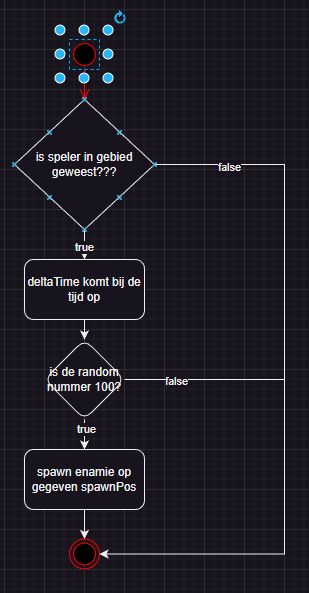 is speler in gebied
geweest???
false
true
deltaTime komt bij de
tijd op
is de random
nummer 100?
false
true
spawn enamie op
gegeven spawnPos